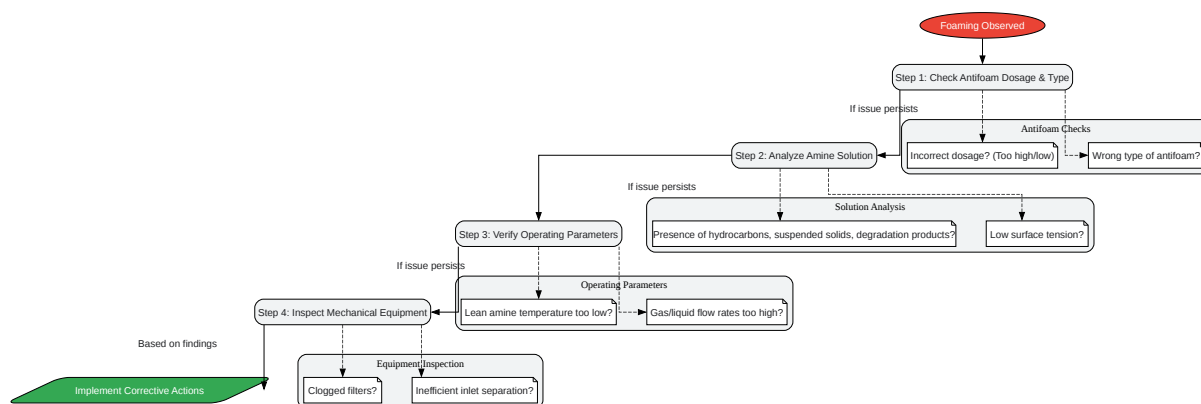 Foaming Observed
Step 1: Check Antifoam Dosage & Type
If issue persists
Antifoam Checks
Incorrect dosage? (Too high/low)
Wrong type of antifoam?
Step 2: Analyze Amine Solution
If issue persists
Solution Analysis
Presence of hydrocarbons, suspended solids, degradation products?
Low surface tension?
Step 3: Verify Operating Parameters
If issue persists
Operating Parameters
Lean amine temperature too low?
Gas/liquid flow rates too high?
Step 4: Inspect Mechanical Equipment
Based on findings
Equipment Inspection
Clogged filters?
Inefficient inlet separation?
Implement Corrective Actions